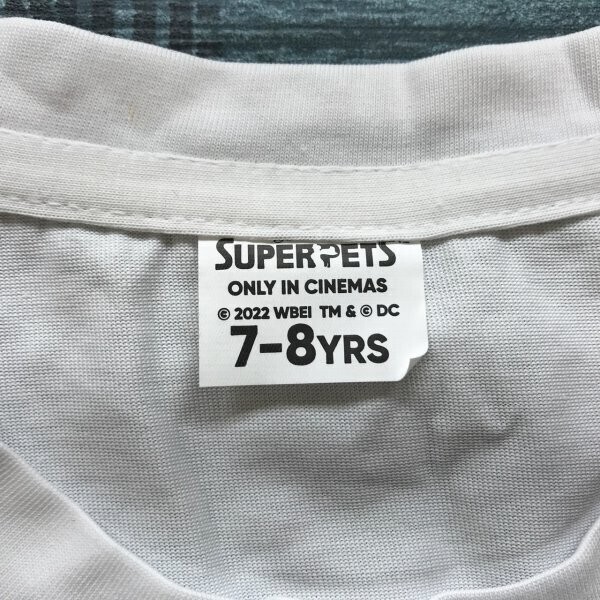 SUPERPETS
ONLY IN CINEMAS
© 2022 WBEI TM & © DC
7-8YRS